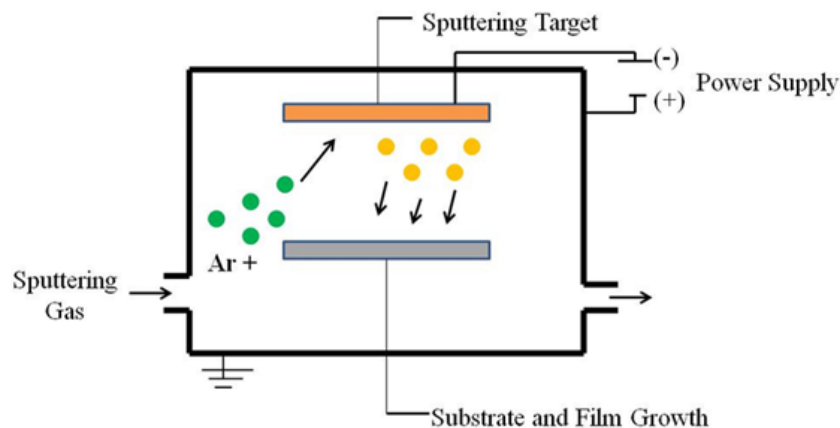 Sputtering Target
(-)
Power Supply
(+)
Ar +
Sputtering
Gas
Substrate and Film Growth